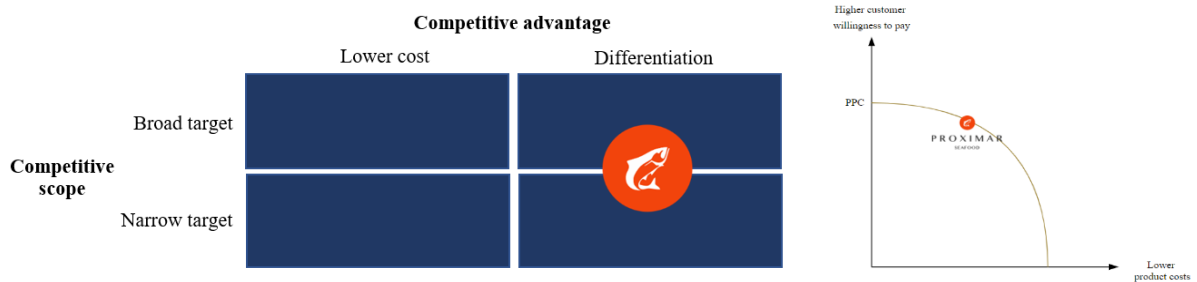 Competitive advantage
Lower cost
Differentiation
Broad target
Competitive
scope
Narrow target
Higher customer
willingness to pay
PPC
PROXIMAR
SEAFOOD
Lower
product costs